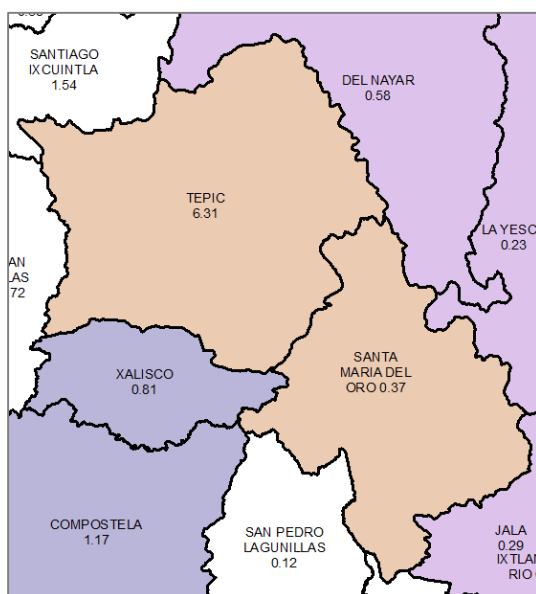 SANTIAGO
IXCUINTLA
1.54
DEL NAYAR
0.58
TEPIC
6.31
LA YESC
0.23
AN
LAS
.72
XALISCO
0.81
SANTA
MARIA DEL
ORO 0.37
COMPOSTELA
1.17
SAN PEDRO
LAGUNILLAS
0.12
JALA
0.29
IXTLAN
RIO